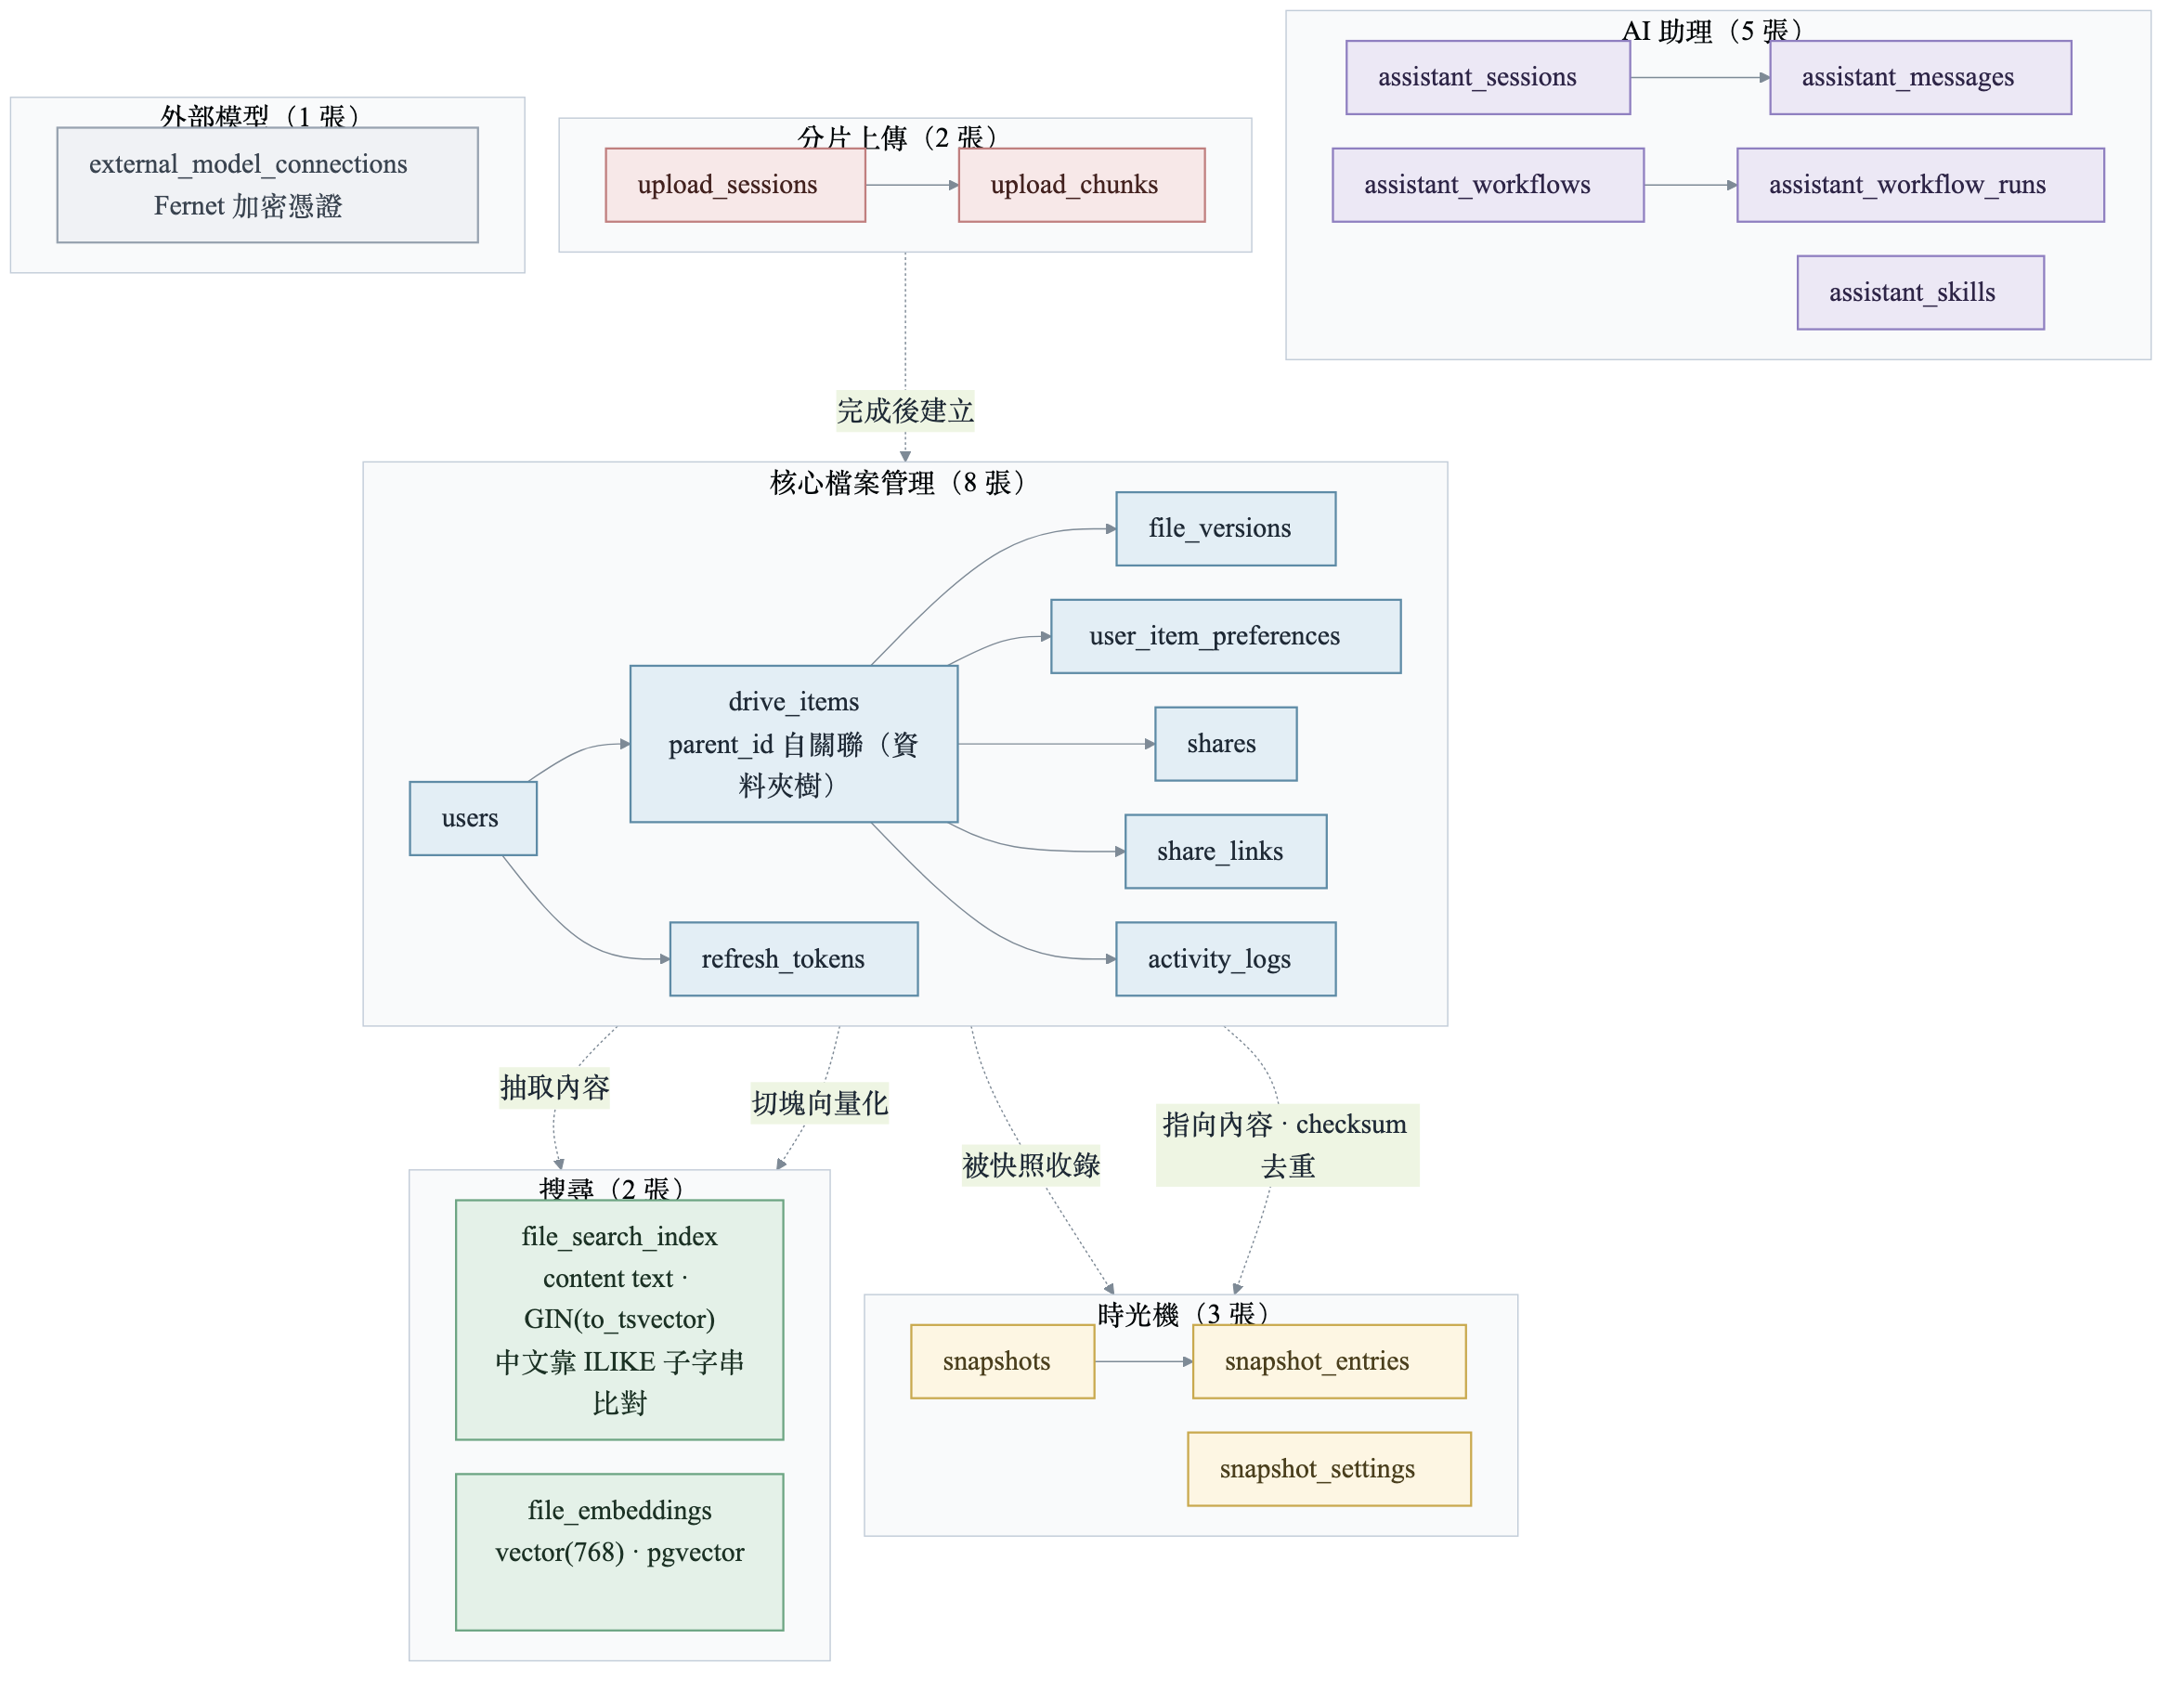 外部模型（1 張）
external_model_connections
Fernet 加密憑證
分片上傳（2 張）
upload_sessions
upload_chunks
AI 助理（5 張）
assistant_sessions
assistant_messages
assistant_workflows
assistant_workflow_runs
assistant_skills
完成後建立
核心檔案管理（8 張）
file_versions
user_item_preferences
drive_items
parent_id 自關聯（資
料夾樹）
shares
users
share_links
refresh_tokens
activity_logs
抽取內容
切塊向量化
被快照收錄
指向內容 · checksum
去重
搜尋（2 張）
file_search_index
content text ·
GIN(to_tsvector)
中文靠 ILIKE 子字串
比對
file_embeddings
vector(768) · pgvector
時光機（3 張）
snapshots
snapshot_entries
snapshot_settings